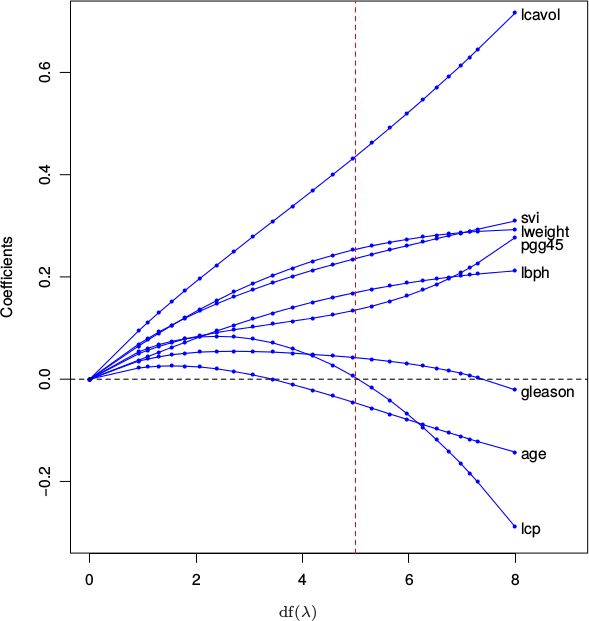 lcavol
0.6
0.4
svi
lweight
pgg45
lbph
0.2
Coefficients
0.0
gleason
age
−0.2
lcp
0 2 4 6 8
df(λ)